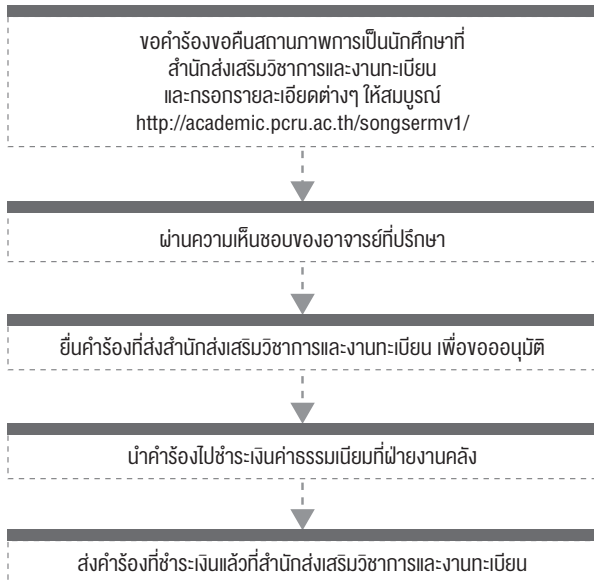 ขอคำร้องขอคืนสถานภาพการเป็นนักศึกษาที่
สำนักส่งเสริมวิชาการและงานทะเบียน
และกรอกรายละเอียดต่างๆ ให้สมบูรณ์
http://academic.pcru.ac.th/songsermv1/
ผ่านความเห็นชอบของอาจารย์ที่ปรึกษา
ยื่นคำร้องที่ส่งสำนักส่งเสริมวิชาการและงานทะเบียน เพื่อขออนุมัติ
นำคำร้องไปชำระเงินค่าธรรมเนียมที่ฝ่ายงานคลัง
ส่งคำร้องที่ชำระเงินแล้วที่สำนักส่งเสริมวิชาการและงานทะเบียน